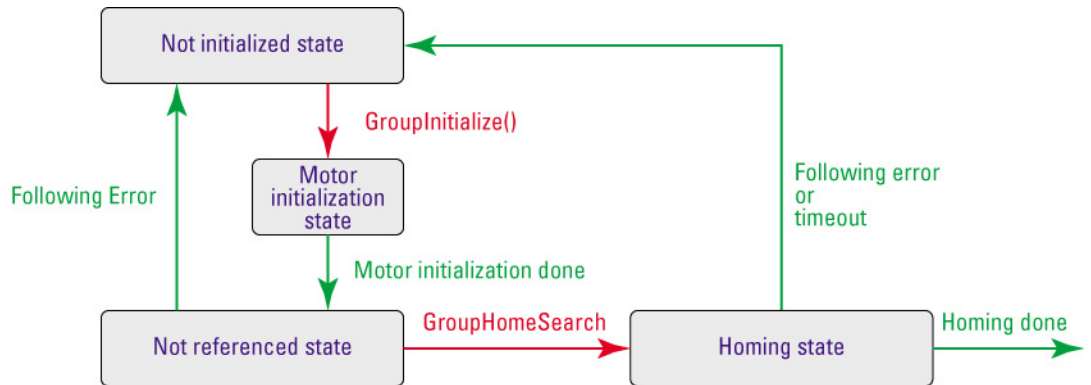 Not initialized state
GroupInitialize()
Motor
initialization
state
Following Error
Following error
or
timeout
Motor initialization done
GroupHomeSearch
Homing done
Not referenced state
Homing state